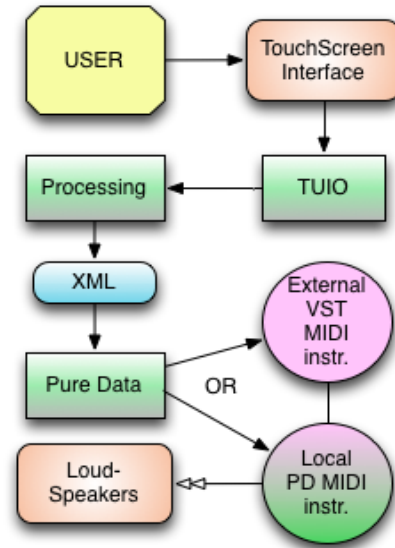 USER
TouchScreen
Interface
Processing
TUIO
XML
External
VST
MIDI
instr.
Pure Data
OR
Loud-
Speakers
Local
PD MIDI
instr.